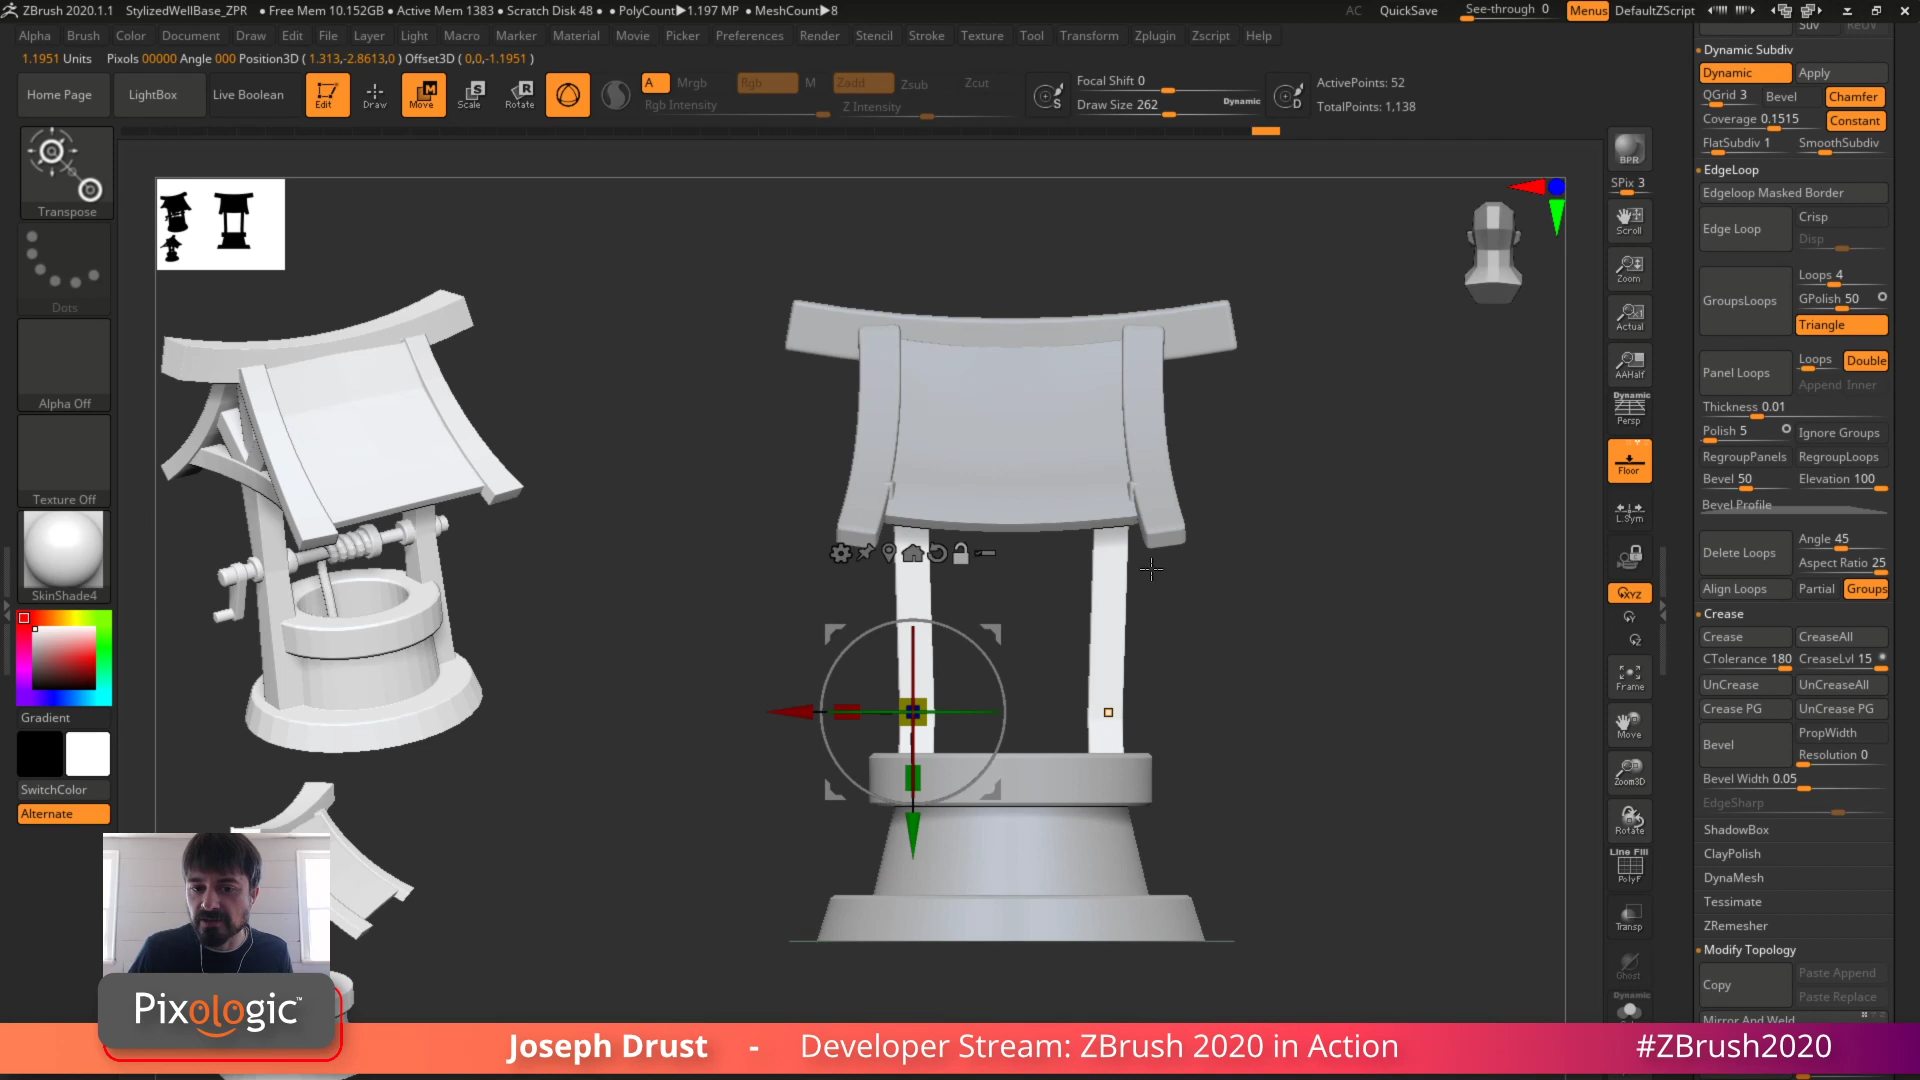 ZBrush 2020.1.1 StylizedWellBase_ZPR • Free Mem 10.152GB • Active Mem 1383 • Scratch Disk 48 • • PolyCount▶1.197 MP • MeshCount▶8
AC QuickSave See-through 0 Menus DefaultZScript
Alpha Brush Color Document Draw Edit File Layer Light Macro Marker Material Movie Picker Preferences Render Stencil Stroke Texture Tool Transform Zplugin Zscript Help
1.1951 Units Pixols 00000 Angle 000 Position3D ( 1.313,-2.8613,0 ) Offset3D ( 0,0,-1.1951 )
Home Page LightBox Live Boolean Edit Draw Move Scale Rotate
A Mrgb Rgb M Zadd Zsub Zcut
Rgb Intensity Z Intensity
S Focal Shift 0
Draw Size 262 Dynamic D
ActivePoints: 52
TotalPoints: 1,138
Transpose
Dots
Alpha Off
Texture Off
SkinShade4
Gradient
SwitchColor
Alternate
BPR
SPix 3
Scroll
Zoom
Actual
AAHalf
Dynamic
Persp
Floor
L.Sym
XYZ
Y
Z
Frame
Move
Zoom3D
Rotate
Line Fill
PolyF
Transp
Ghost
Dynamic
Suv ReUV
Dynamic Subdiv
Dynamic Apply
QGrid 3 Bevel Chamfer
Coverage 0.1515 Constant
FlatSubdiv 1 SmoothSubdiv
EdgeLoop
Edgeloop Masked Border
Edge Loop Crisp
Disp
GroupsLoops Loops 4
GPolish 50
Triangle
Panel Loops Loops Double
Append Inner
Thickness 0.01
Polish 5 Ignore Groups
RegroupPanels RegroupLoops
Bevel 50 Elevation 100
Bevel Profile
Delete Loops Angle 45
Aspect Ratio 25
Align Loops Partial Groups
Crease
Crease CreaseAll
CTolerance 180 CreaseLvl 15
UnCrease UnCreaseAll
Crease PG UnCrease PG
Bevel PropWidth
Resolution 0
Bevel Width 0.05
EdgeSharp
ShadowBox
ClayPolish
DynaMesh
Tessimate
ZRemesher
Modify Topology
Copy Paste Append
Paste Replace
Mirror And Weld
Pixologic™
Joseph Drust - Developer Stream: ZBrush 2020 in Action #ZBrush2020